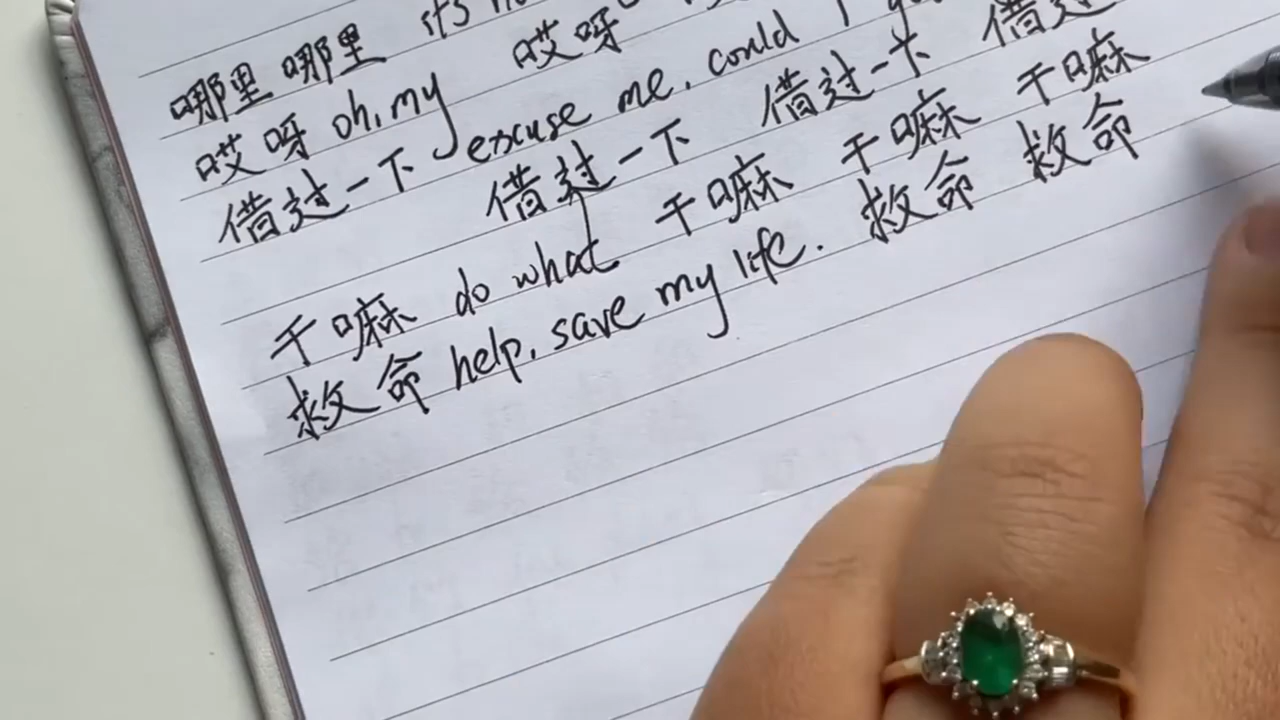 哪里 哪里 it's
哎呀 oh, my 哎呀
借过一下 excuse me. could I
借过一下 借过一下 借过
干嘛 do what 干嘛 干嘛 干嘛
救命 help, save my life. 救命 救命